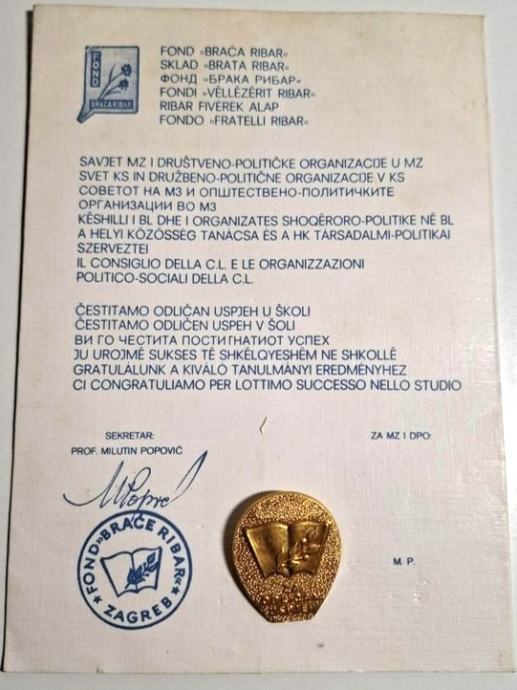 FOND
BRAĆA RIBAR
FOND »BRAĆA RIBAR«
SKLAD »BRATA RIBAR«
ФОНД »БРАКА РИБАР«
FONDI »VËLLEZËRIT RIBAR«
RIBAR FIVÉREK ALAP
FONDO »FRATELLI RIBAR«
SAVJET MZ I DRUŠTVENO-POLITIČKE ORGANIZACIJE U MZ
SVET KS IN DRUŽBENO-POLITIČNE ORGANIZACIJE V KS
СОВЕТОТ НА МЗ И ОПШТЕСТВЕНО-ПОЛИТИЧКИТЕ
ОРГАНИЗАЦИИ ВО МЗ
KËSHILLI I BL DHE I ORGANIZATES SHOQËRORO-POLITIKE NË BL
A HELYI KÖZÖSSÉG TANÁCSA ÉS A HK TÁRSADALMI-POLITIKAI
SZERVEZTEI
IL CONSIGLIO DELLA C.L. E LE ORGANIZZAZIONI
POLITICO-SOCIALI DELLA C.L.
ČESTITAMO ODLIČAN USPJEH U ŠKOLI
ČESTITAMO ODLIČEN USPEH V ŠOLI
ВИ ГО ЧЕСТИТА ПОСТИГНАТИОТ УСПЕХ
JU UROJMË SUKSES TË SHKËLQYESHËM NE SHKOLLË
GRATULÁLUNK A KIVÁLÓ TANULMÁNYI EREDMÉNYHEZ
CI CONGRATULIAMO PER LOTTIMO SUCCESSO NELLO STUDIO
SEKRETAR:
PROF. MILUTIN POPOVIĆ
ZA MZ I DPO:
M. P.
FOND »BRAĆE RIBAR«
ZAGREB